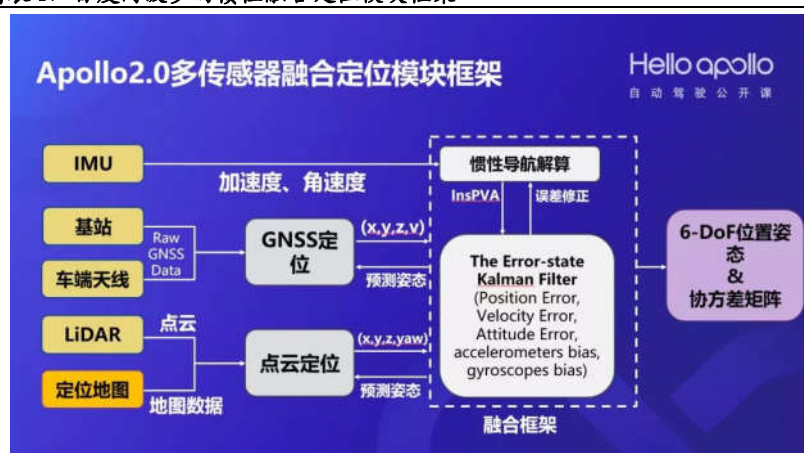 Apollo2.0多传感器融合定位模块框架
Hello apollo
自动驾驶公开课
IMU
加速度、角速度
惯性导航解算
InsPVA
误差修正
基站
车端天线
Raw
GNSS
Data
GNSS定
位
(x,y,z,v)
预测姿态
LiDAR
定位地图
点云
地图数据
点云定位
(x,y,z,yaw)
预测姿态
The Error-state
Kalman Filter
(Position Error,
Velocity Error,
Attitude Error,
accelerometers bias,
gyroscopes bias)
融合框架
6-DoF位置姿
态
&
协方差矩阵